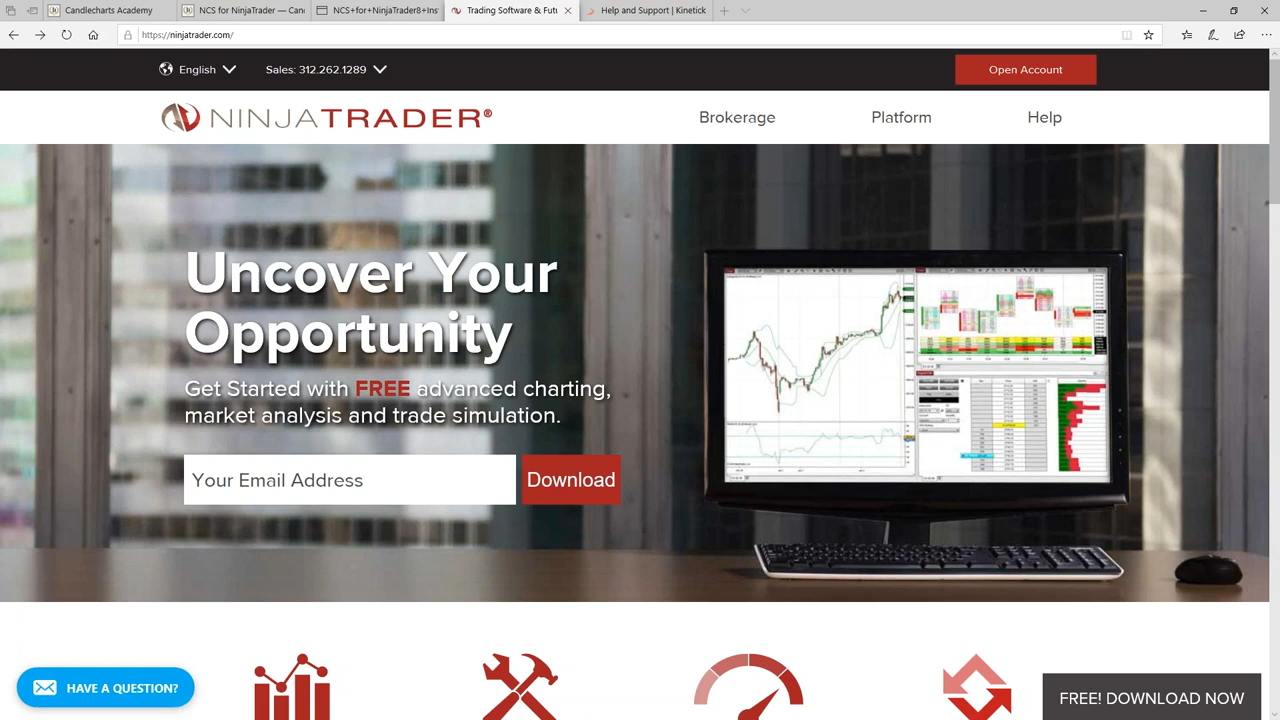 Candlecharts Academy
NCS for NinjaTrader — Can
NCS+for+NinjaTrader8+Ins
Trading Software & Futu
Help and Support | Kinetick
https://ninjatrader.com/
English
Sales: 312.262.1289
Open Account
NINJATRADER®
Brokerage
Platform
Help
Uncover Your
Opportunity
Get Started with FREE advanced charting,
market analysis and trade simulation.
Your Email Address
Download
HAVE A QUESTION?
FREE! DOWNLOAD NOW